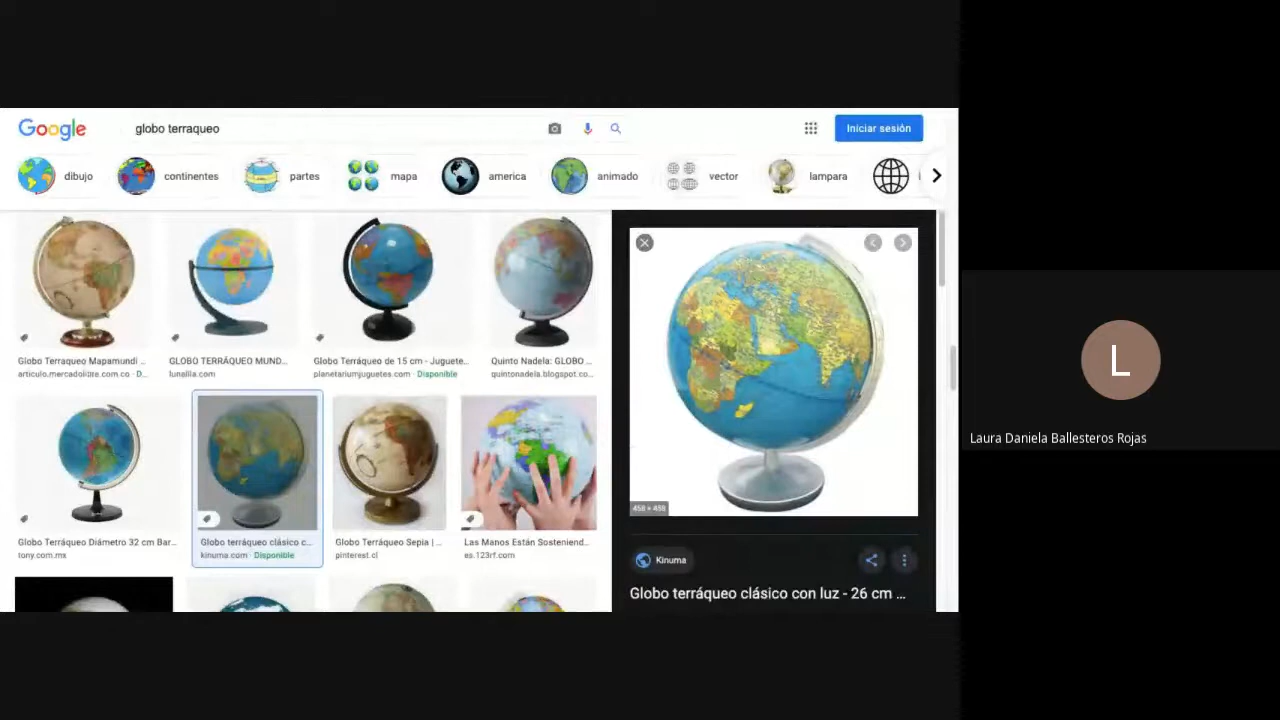 Google
globo terraqueo
Iniciar sesión
dibujo
continentes
partes
mapa
america
animado
vector
lampara
Globo Terraqueo Mapamundi ...
articulo.mercadolibre.com.co · D...
GLOBO TERRÁQUEO MUND...
lunailla.com
Globo Terráqueo de 15 cm - Juguete...
planetariumjuguetes.com · Disponible
Quinto Nadela: GLOBO ...
quintonadela.blogspot.co...
458 × 458
Globo Terráqueo Diámetro 32 cm Bar...
tony.com.mx
Globo terráqueo clásico c...
kinuma.com · Disponible
Globo Terráqueo Sepia | ...
pinterest.cl
Las Manos Están Sosteniend...
es.123rf.com
Kinuma
Globo terráqueo clásico con luz - 26 cm ...
L
Laura Daniela Ballesteros Rojas